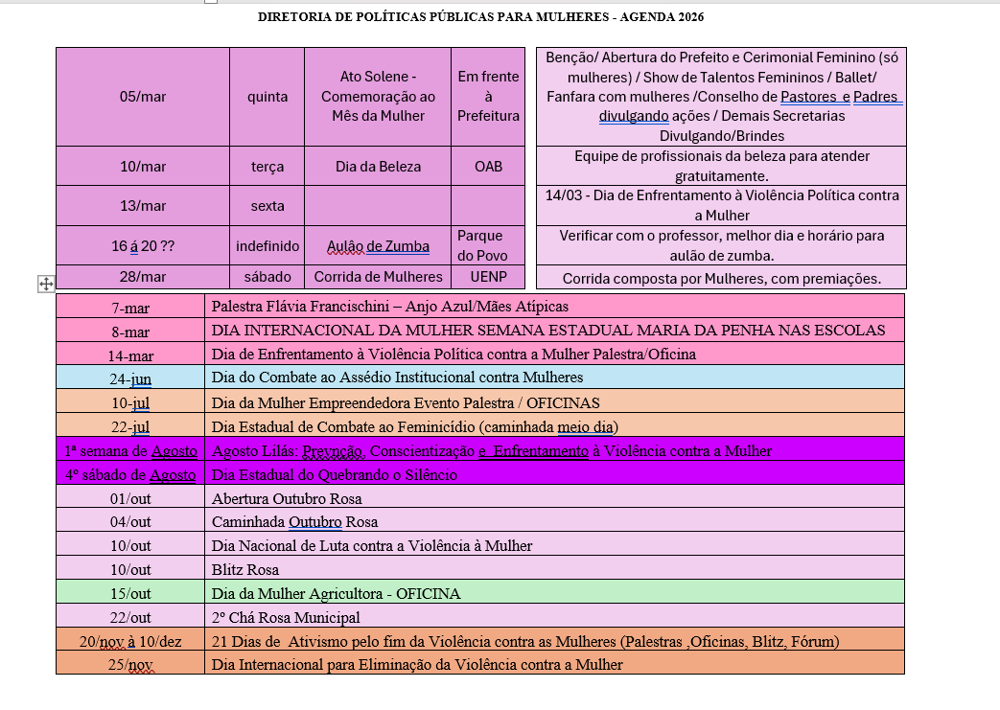 DIRETORIA DE POLÍTICAS PÚBLICAS PARA MULHERES - AGENDA 2026
05/mar quinta Ato Solene - Comemoração ao Mês da Mulher Em frente à Prefeitura Benção/ Abertura do Prefeito e Cerimonial Feminino (só mulheres) / Show de Talentos Femininos / Ballet/ Fanfara com mulheres /Conselho de Pastores e Padres divulgando ações / Demais Secretarias Divulgando/Brindes
10/mar terça Dia da Beleza OAB Equipe de profissionais da beleza para atender gratuitamente.
13/mar sexta 14/03 - Dia de Enfrentamento à Violência Política contra a Mulher
16 á 20 ?? indefinido Aulão de Zumba Parque do Povo Verificar com o professor, melhor dia e horário para aulão de zumba.
28/mar sábado Corrida de Mulheres UENP Corrida composta por Mulheres, com premiações.
7-mar Palestra Flávia Francischini – Anjo Azul/Mães Atípicas
8-mar DIA INTERNACIONAL DA MULHER SEMANA ESTADUAL MARIA DA PENHA NAS ESCOLAS
14-mar Dia de Enfrentamento à Violência Política contra a Mulher Palestra/Oficina
24-jun Dia do Combate ao Assédio Institucional contra Mulheres
10-jul Dia da Mulher Empreendedora Evento Palestra / OFICINAS
22-jul Dia Estadual de Combate ao Feminicídio (caminhada meio dia)
1ª semana de Agosto Agosto Lilás: Prevnção, Conscientização e Enfrentamento à Violência contra a Mulher
4º sábado de Agosto Dia Estadual do Quebrando o Silêncio
01/out Abertura Outubro Rosa
04/out Caminhada Outubro Rosa
10/out Dia Nacional de Luta contra a Violência à Mulher
10/out Blitz Rosa
15/out Dia da Mulher Agricultora - OFICINA
22/out 2º Chá Rosa Municipal
20/nov à 10/dez 21 Dias de Ativismo pelo fim da Violência contra as Mulheres (Palestras ,Oficinas, Blitz, Fórum)
25/nov Dia Internacional para Eliminação da Violência contra a Mulher